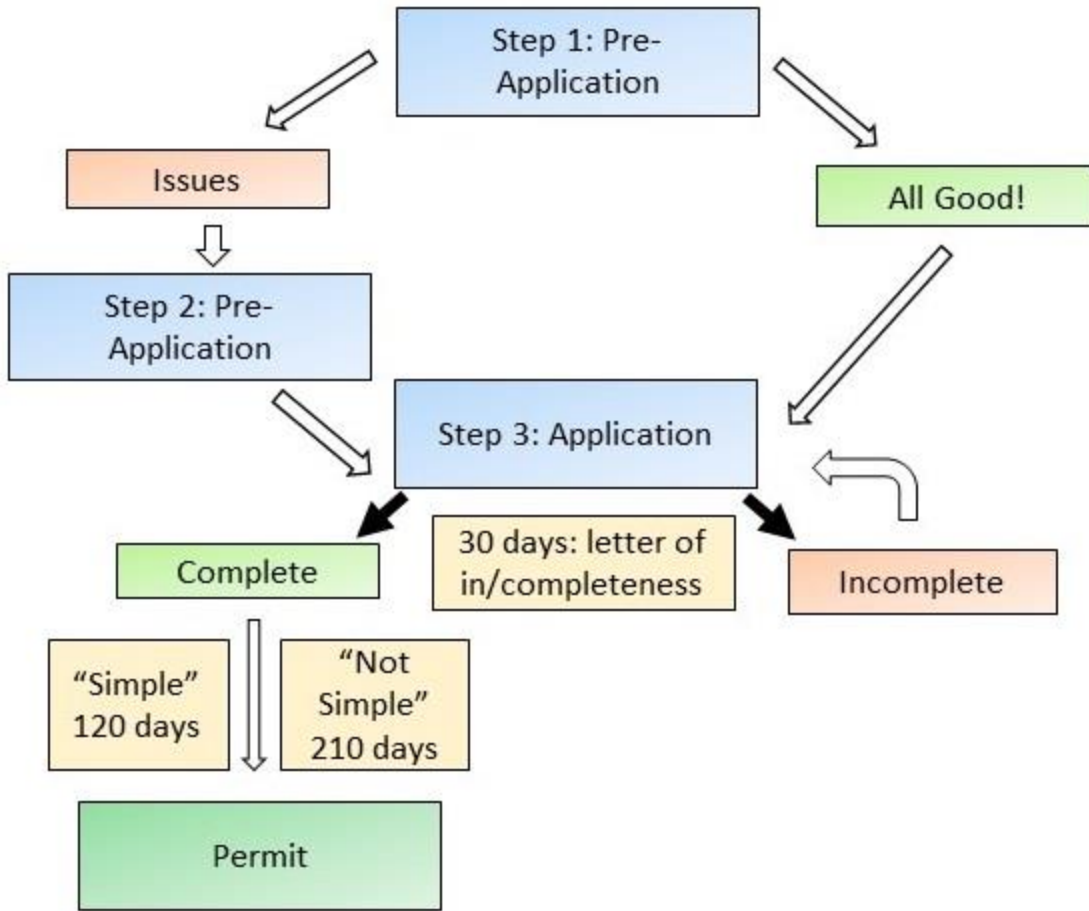 Step 1: Pre-
Application
Issues
All Good!
Step 2: Pre-
Application
Step 3: Application
Complete
30 days: letter of
in/completeness
Incomplete
“Simple”
120 days
“Not
Simple”
210 days
Permit